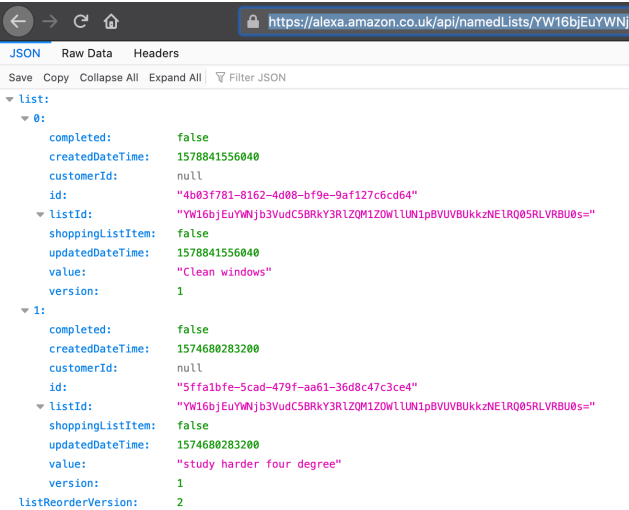 https://alexa.amazon.co.uk/api/namedLists/YW16bjEuYWNj
JSON Raw Data Headers
Save Copy Collapse All Expand All Filter JSON
list:
0:
completed: false
createdDateTime: 1578841556040
customerId: null
id: "4b03f781-8162-4d08-bf9e-9af127c6cd64"
listId: "YW16bjEuYWNjb3VudC5BRkY3RlZQM1ZOWllUN1pBVUVBUkkzNElRQ05RLVRBU0s="
shoppingListItem: false
updatedDateTime: 1578841556040
value: "Clean windows"
version: 1
1:
completed: false
createdDateTime: 1574680283200
customerId: null
id: "5ffa1bfe-5cad-479f-aa61-36d8c47c3ce4"
listId: "YW16bjEuYWNjb3VudC5BRkY3RlZQM1ZOWllUN1pBVUVBUkkzNElRQ05RLVRBU0s="
shoppingListItem: false
updatedDateTime: 1574680283200
value: "study harder four degree"
version: 1
listReorderVersion: 2